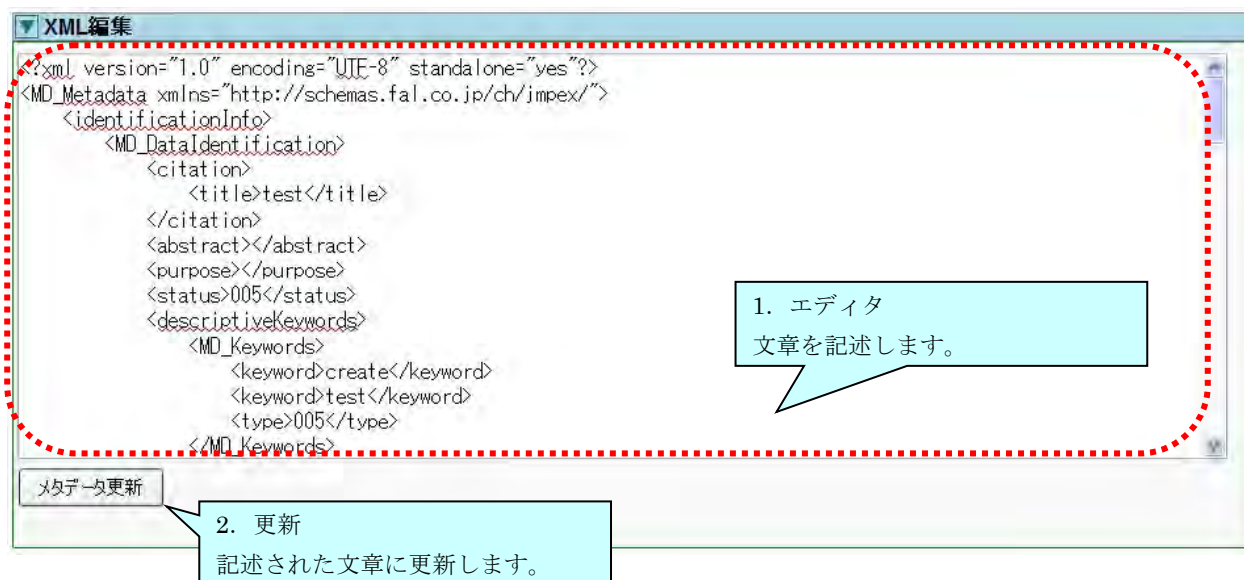 XML編集
<?xml version="1.0" encoding="UTF-8" standalone="yes"?>
<MD_Metadata xmlns="http://schemas.fal.co.jp/ch/impex/">
<identificationInfo>
<MD_DataIdentification>
<citation>
<title>test</title>
</citation>
<abstract></abstract>
<purpose></purpose>
<status>005</status>
<descriptiveKeywords>
<MD_Keywords>
<keyword>create</keyword>
<keyword>test</keyword>
<type>005</type>
</MD_Keywords>
1. エディタ
文章を記述します。
メタデータ更新
2. 更新
記述された文章に更新します。